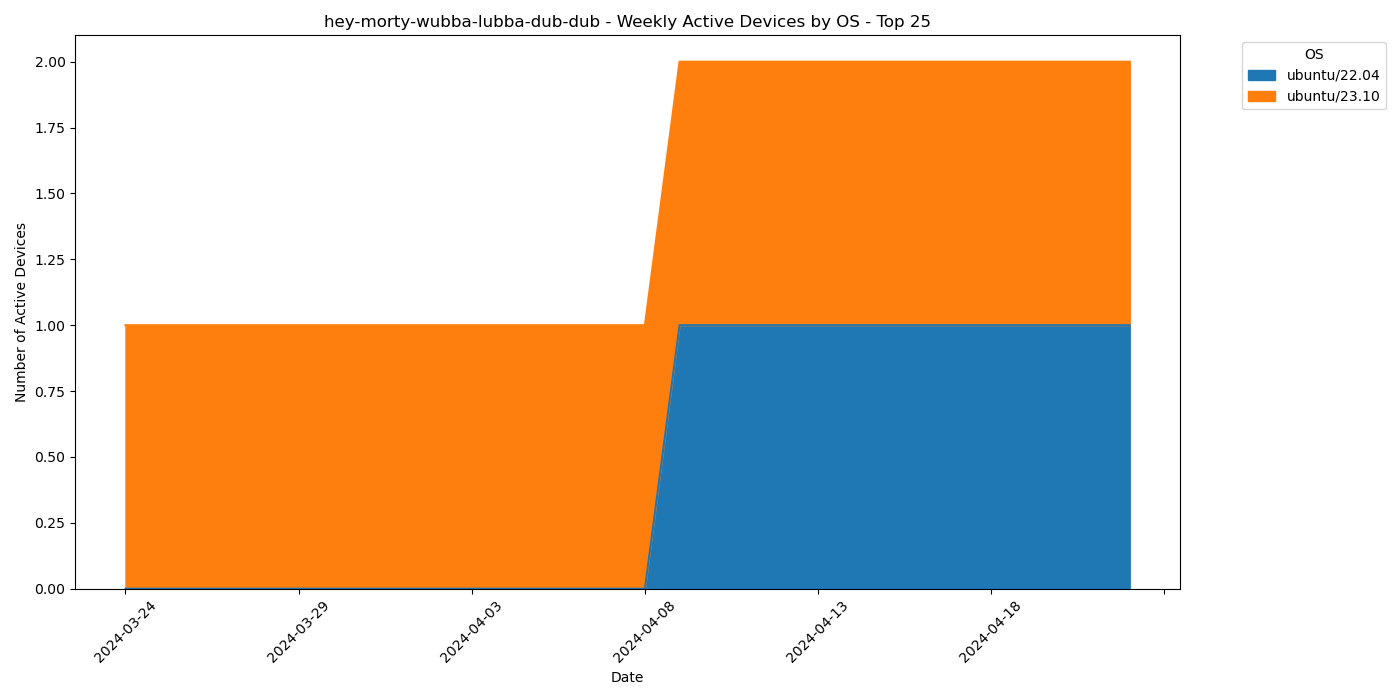 hey-morty-wubba-lubba-dub-dub - Weekly Active Devices by OS - Top 25
OS
ubuntu/22.04
ubuntu/23.10
Number of Active Devices
2.00
1.75
1.50
1.25
1.00
0.75
0.50
0.25
0.00
2024-03-24
2024-03-29
2024-04-03
2024-04-08
2024-04-13
2024-04-18
Date